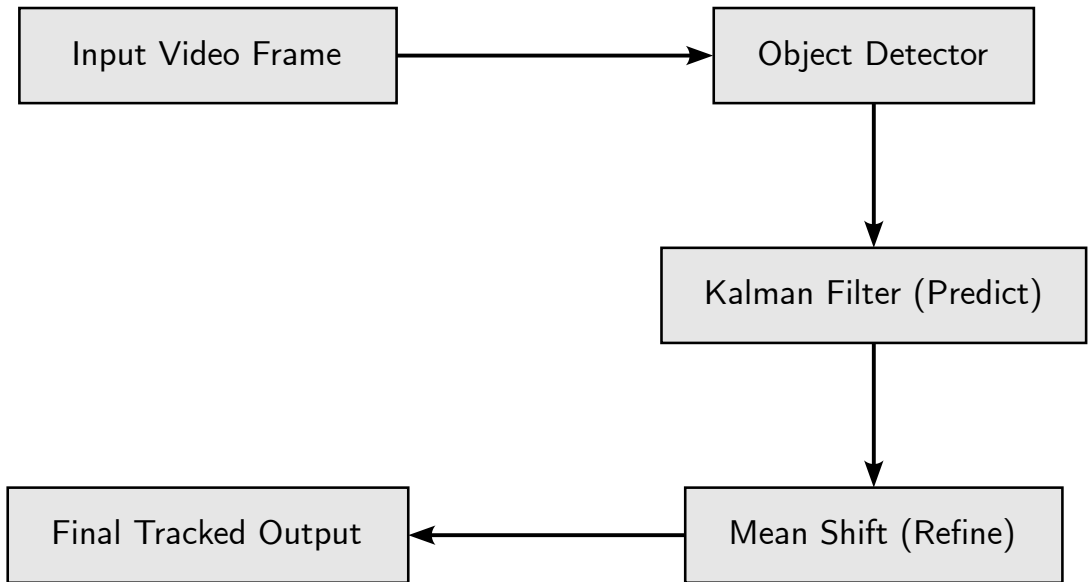 Input Video Frame
Object Detector
Kalman Filter (Predict)
Mean Shift (Refine)
Final Tracked Output